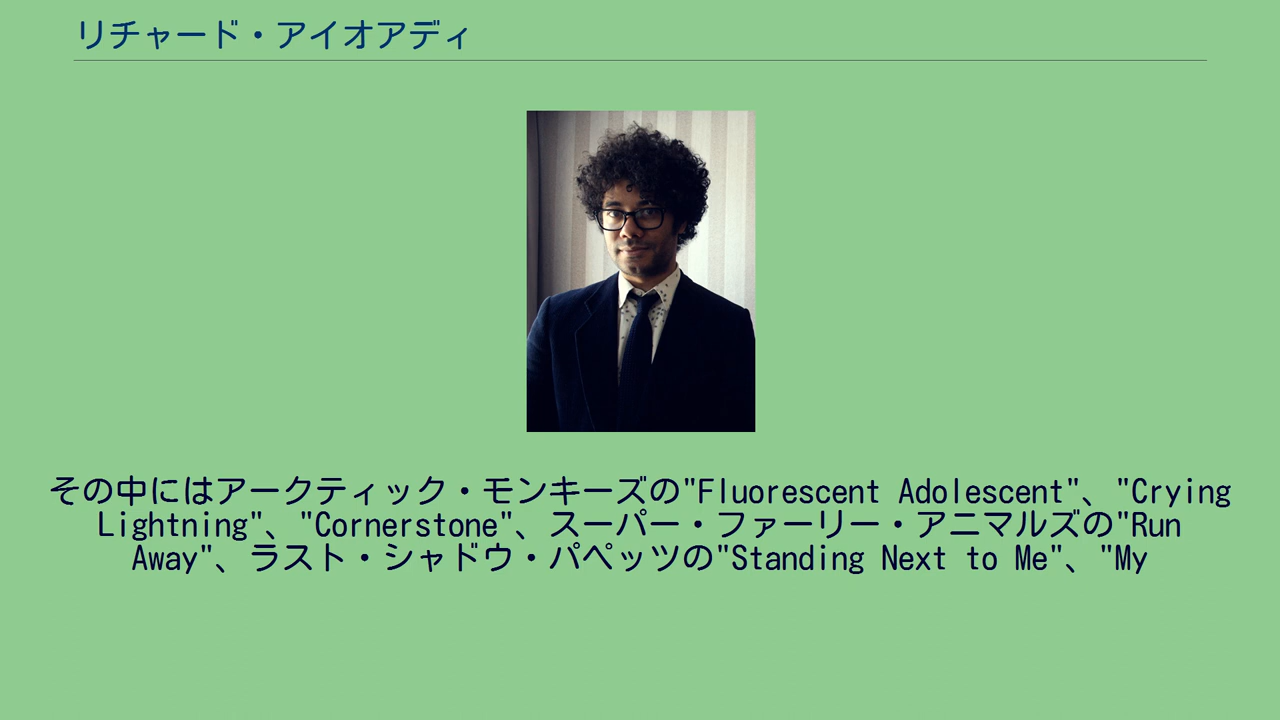 リチャード・アイオアディ
その中にはアークティック・モンキーズの"Fluorescent Adolescent"、"Crying
Lightning"、"Cornerstone"、スーパー・ファーリー・アニマルズの"Run
Away"、ラスト・シャドウ・パペッツの"Standing Next to Me"、"My